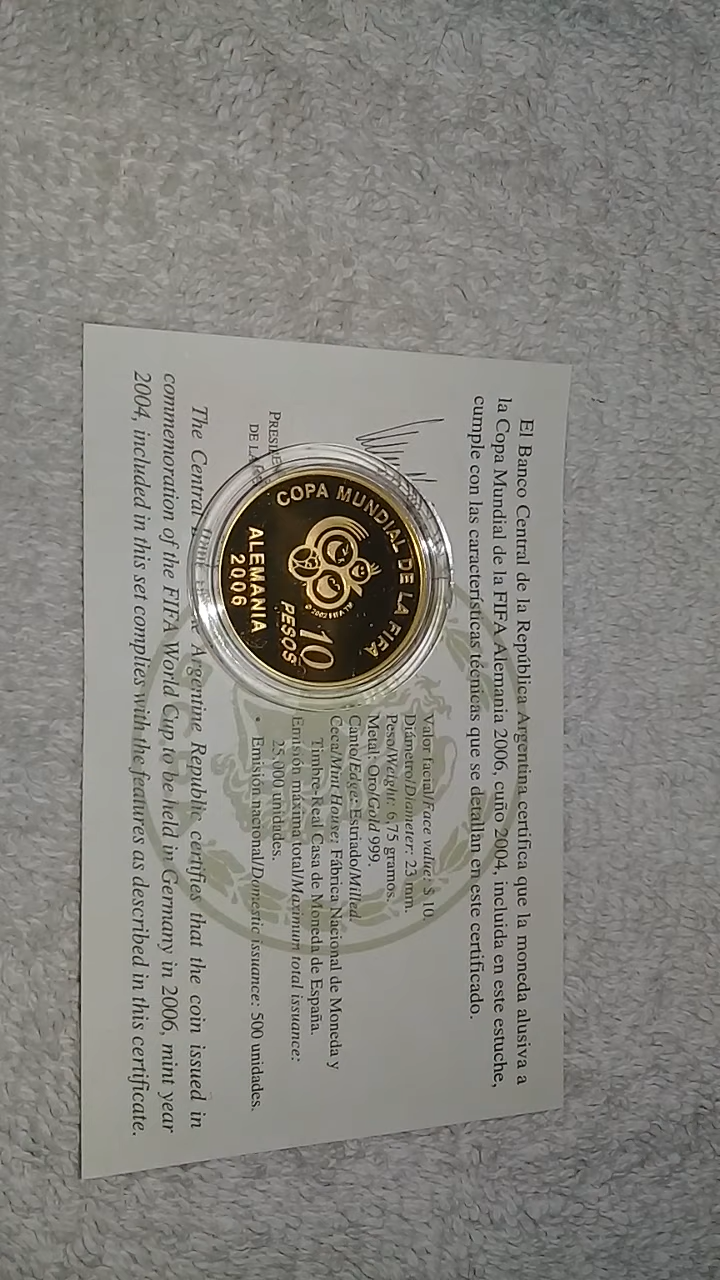 El Banco Central de la República Argentina certifica que la moneda alusiva a
la Copa Mundial de la FIFA Alemania 2006, cuño 2004, incluida en este estuche,
cumple con las características técnicas que se detallan en este certificado.
Valor facial/Face value: $ 10.
Diámetro/Diameter: 23 mm.
Peso/Weight: 6,75 gramos.
Metal: Oro/Gold 999.
Canto/Edge: Estriado/Milled.
Ceca/Mint House: Fábrica Nacional de Moneda y
Timbre-Real Casa de Moneda de España.
Emisión máxima total/Maximum total issuance:
25.000 unidades.
• Emisión nacional/Domestic issuance: 500 unidades.
DE LA
COPA MUNDIAL DE LA FIFA
© 2002 FIFA TM
10
PESOS
ALEMANIA
2006
The Central Argentine Republic certifies that the coin issued in
commemoration of the FIFA World Cup to be held in Germany in 2006, mint year
2004, included in this set complies with the features as described in this certificate.